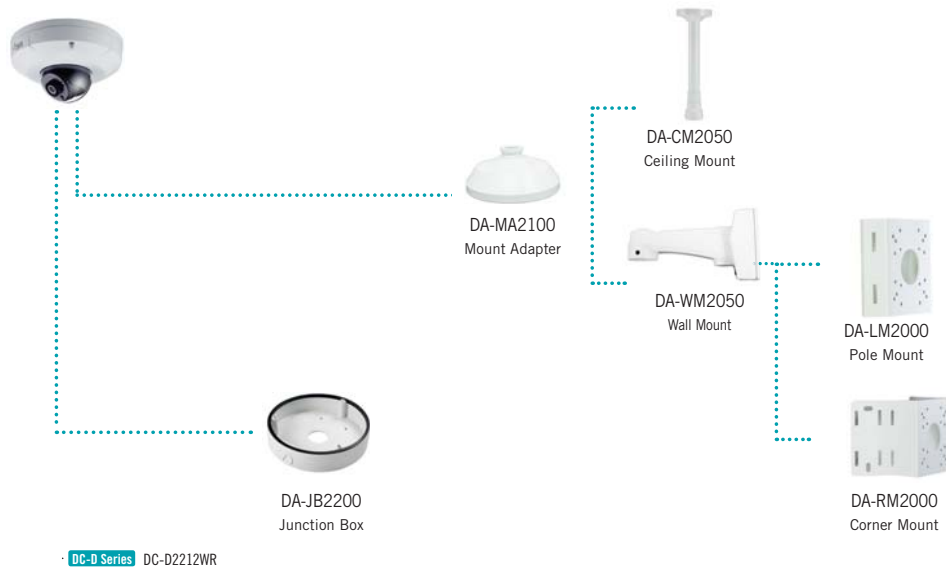 DA-CM2050
Ceiling Mount
DA-MA2100
Mount Adapter
DA-WM2050
Wall Mount
DA-LM2000
Pole Mount
DA-JB2200
Junction Box
DA-RM2000
Corner Mount
· DC-D Series DC-D2212WR